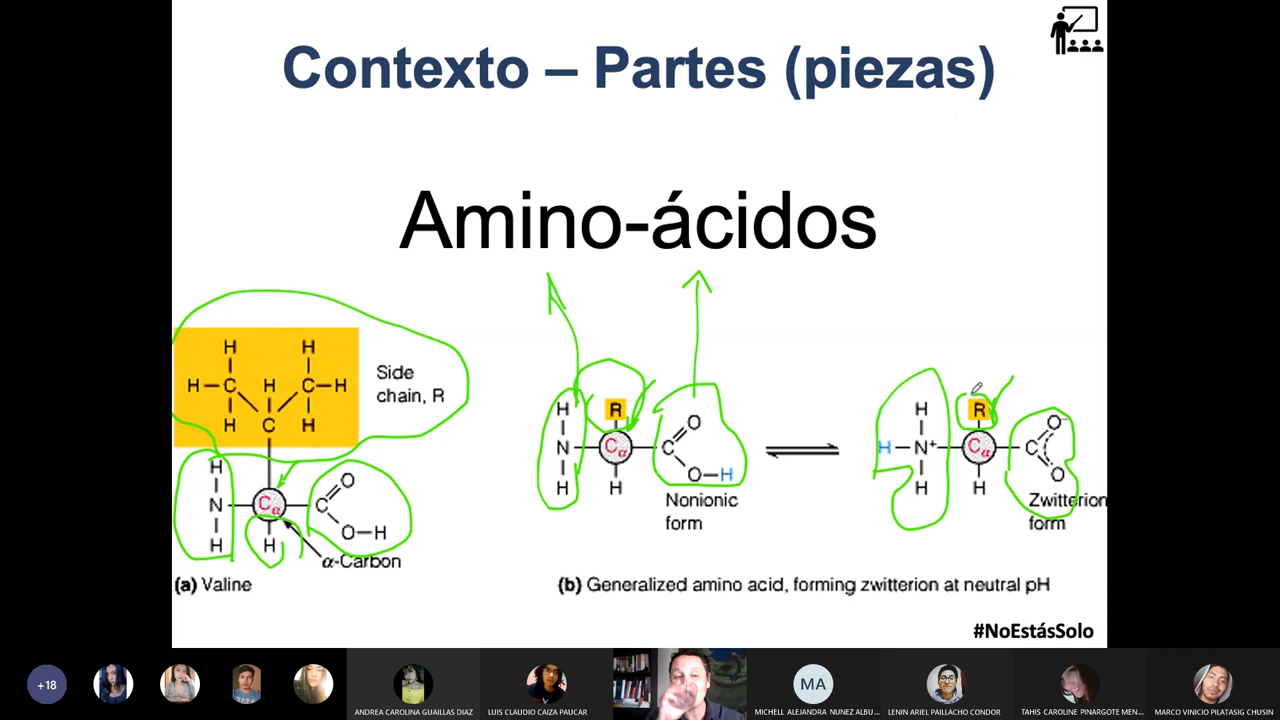 Contexto – Partes (piezas)
Amino-ácidos
H H
H–C H C–H
H C H
Side
chain, R
H
N
H
Cα
H
C
O
O–H
α-Carbon
(a) Valine
H
N
H
R
Cα
H
C
O
O–H
Nonionic
form
H
H–N⁺
H
R
Cα
H
C
O
O
Zwitterion
form
(b) Generalized amino acid, forming zwitterion at neutral pH
#NoEstásSolo
+18
ANDREA CAROLINA GUAILLAS DIAZ
LUIS CLAUDIO CAIZA PAUCAR
MA
MICHELL ALEJANDRA NUNEZ ALBU...
LENIN ARIEL PAILLACHO CONDOR
TAHIS CAROLINE PINARGOTE MEN...
MARCO VINICIO PILATASIG CHUSIN